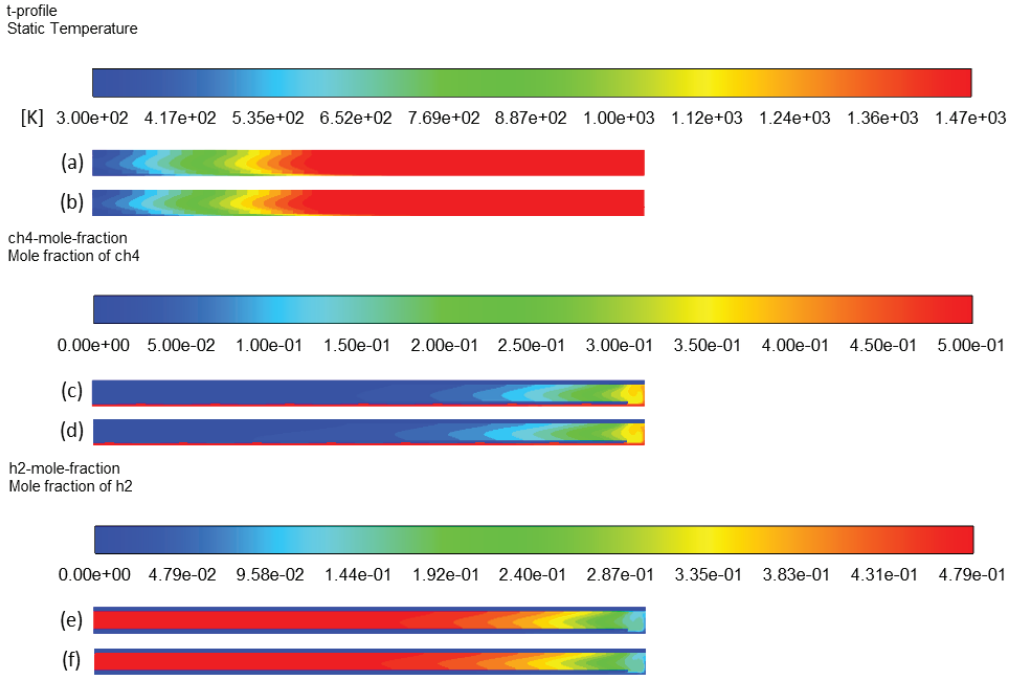 t-profile
Static Temperature
[K] 3.00e+02 4.17e+02 5.35e+02 6.52e+02 7.69e+02 8.87e+02 1.00e+03 1.12e+03 1.24e+03 1.36e+03 1.47e+03
(a)
(b)
ch4-mole-fraction
Mole fraction of ch4
0.00e+00 5.00e-02 1.00e-01 1.50e-01 2.00e-01 2.50e-01 3.00e-01 3.50e-01 4.00e-01 4.50e-01 5.00e-01
(c)
(d)
h2-mole-fraction
Mole fraction of h2
0.00e+00 4.79e-02 9.58e-02 1.44e-01 1.92e-01 2.40e-01 2.87e-01 3.35e-01 3.83e-01 4.31e-01 4.79e-01
(e)
(f)